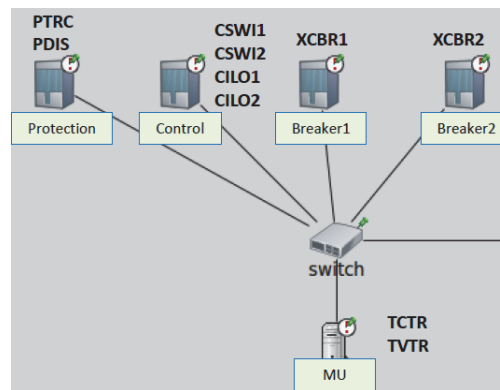 PTRC
PDIS
CSWI1
CSWI2
CILO1
CILO2
XCBR1
XCBR2
Protection
Control
Breaker1
Breaker2
switch
TCTR
TVTR
MU